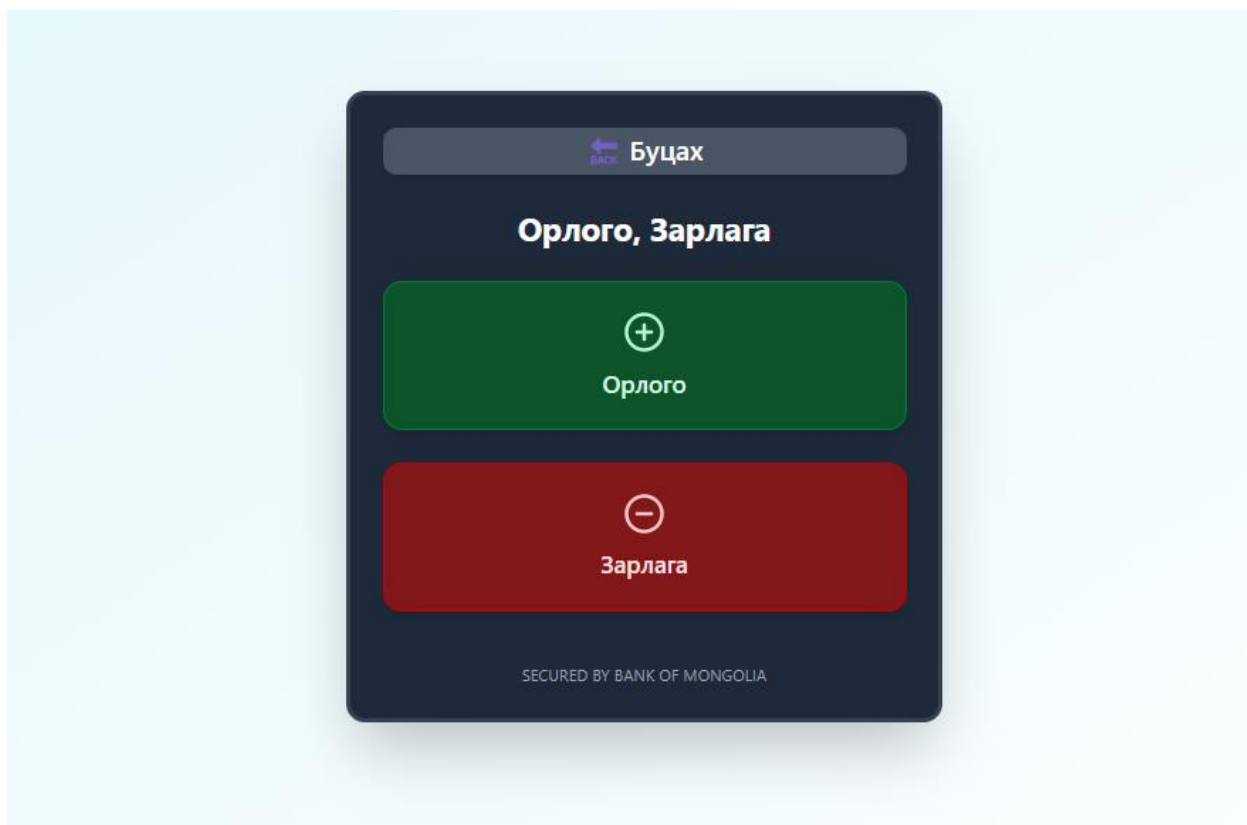 BACK Буцах
Орлого, Зарлага
Орлого
Зарлага
SECURED BY BANK OF MONGOLIA